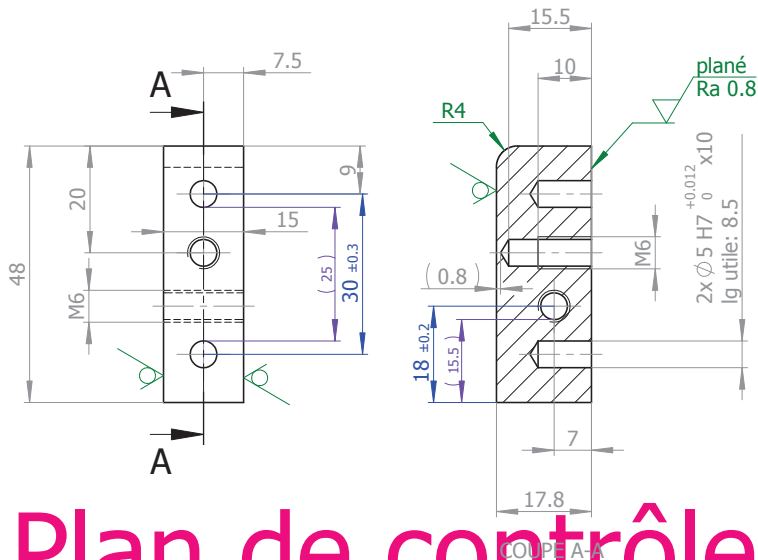 15.5
7.5
10
A
plané
Ra 0.8
R4
9
20
15
2x ∅ 5 H7 +0.012 0 x10
lg utile: 8.5
M6
( 0.8 )
48
( 25 )
30 ±0.3
M6
18 ±0.2
( 15.5 )
A
7
17.8
Plan de contrôle
COUPE A-A